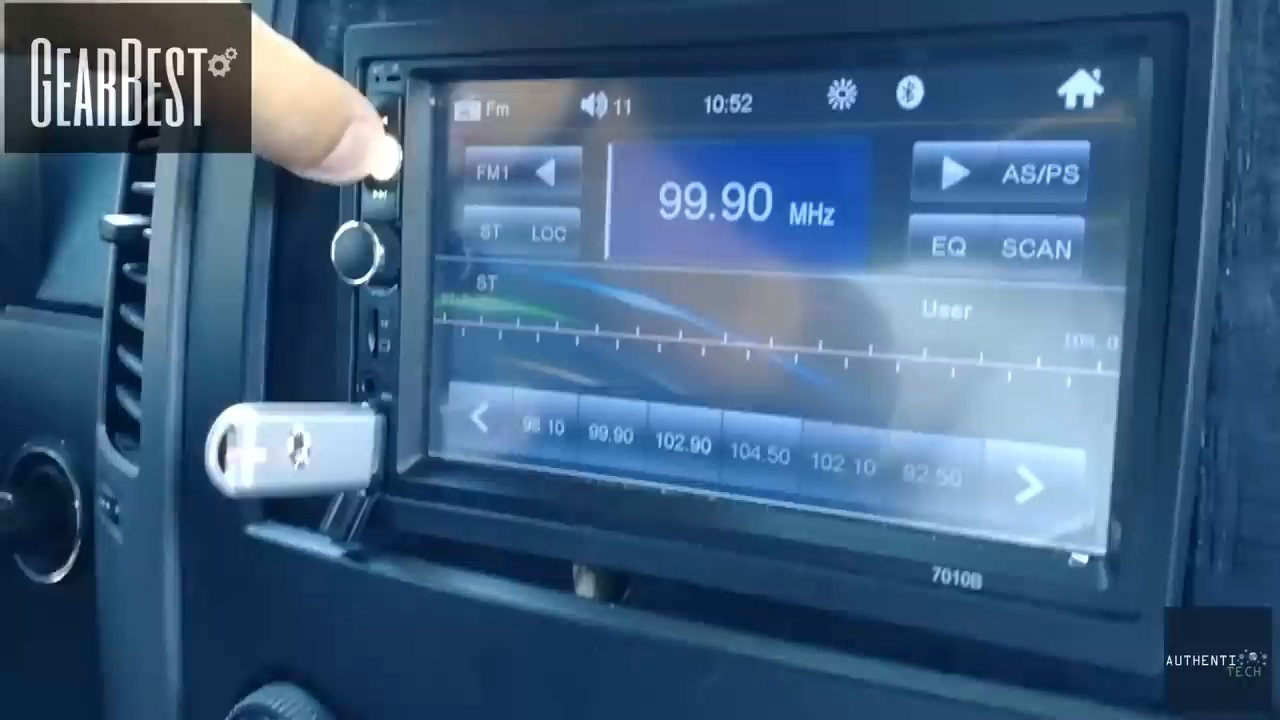 GEARBEST
Fm 11 10:52
FM1 99.90 MHz AS/PS
ST LOC EQ SCAN
ST User
98.10 99.90 102.90 104.50 102.10 92.50
7010B
AUTHENTI
TECH